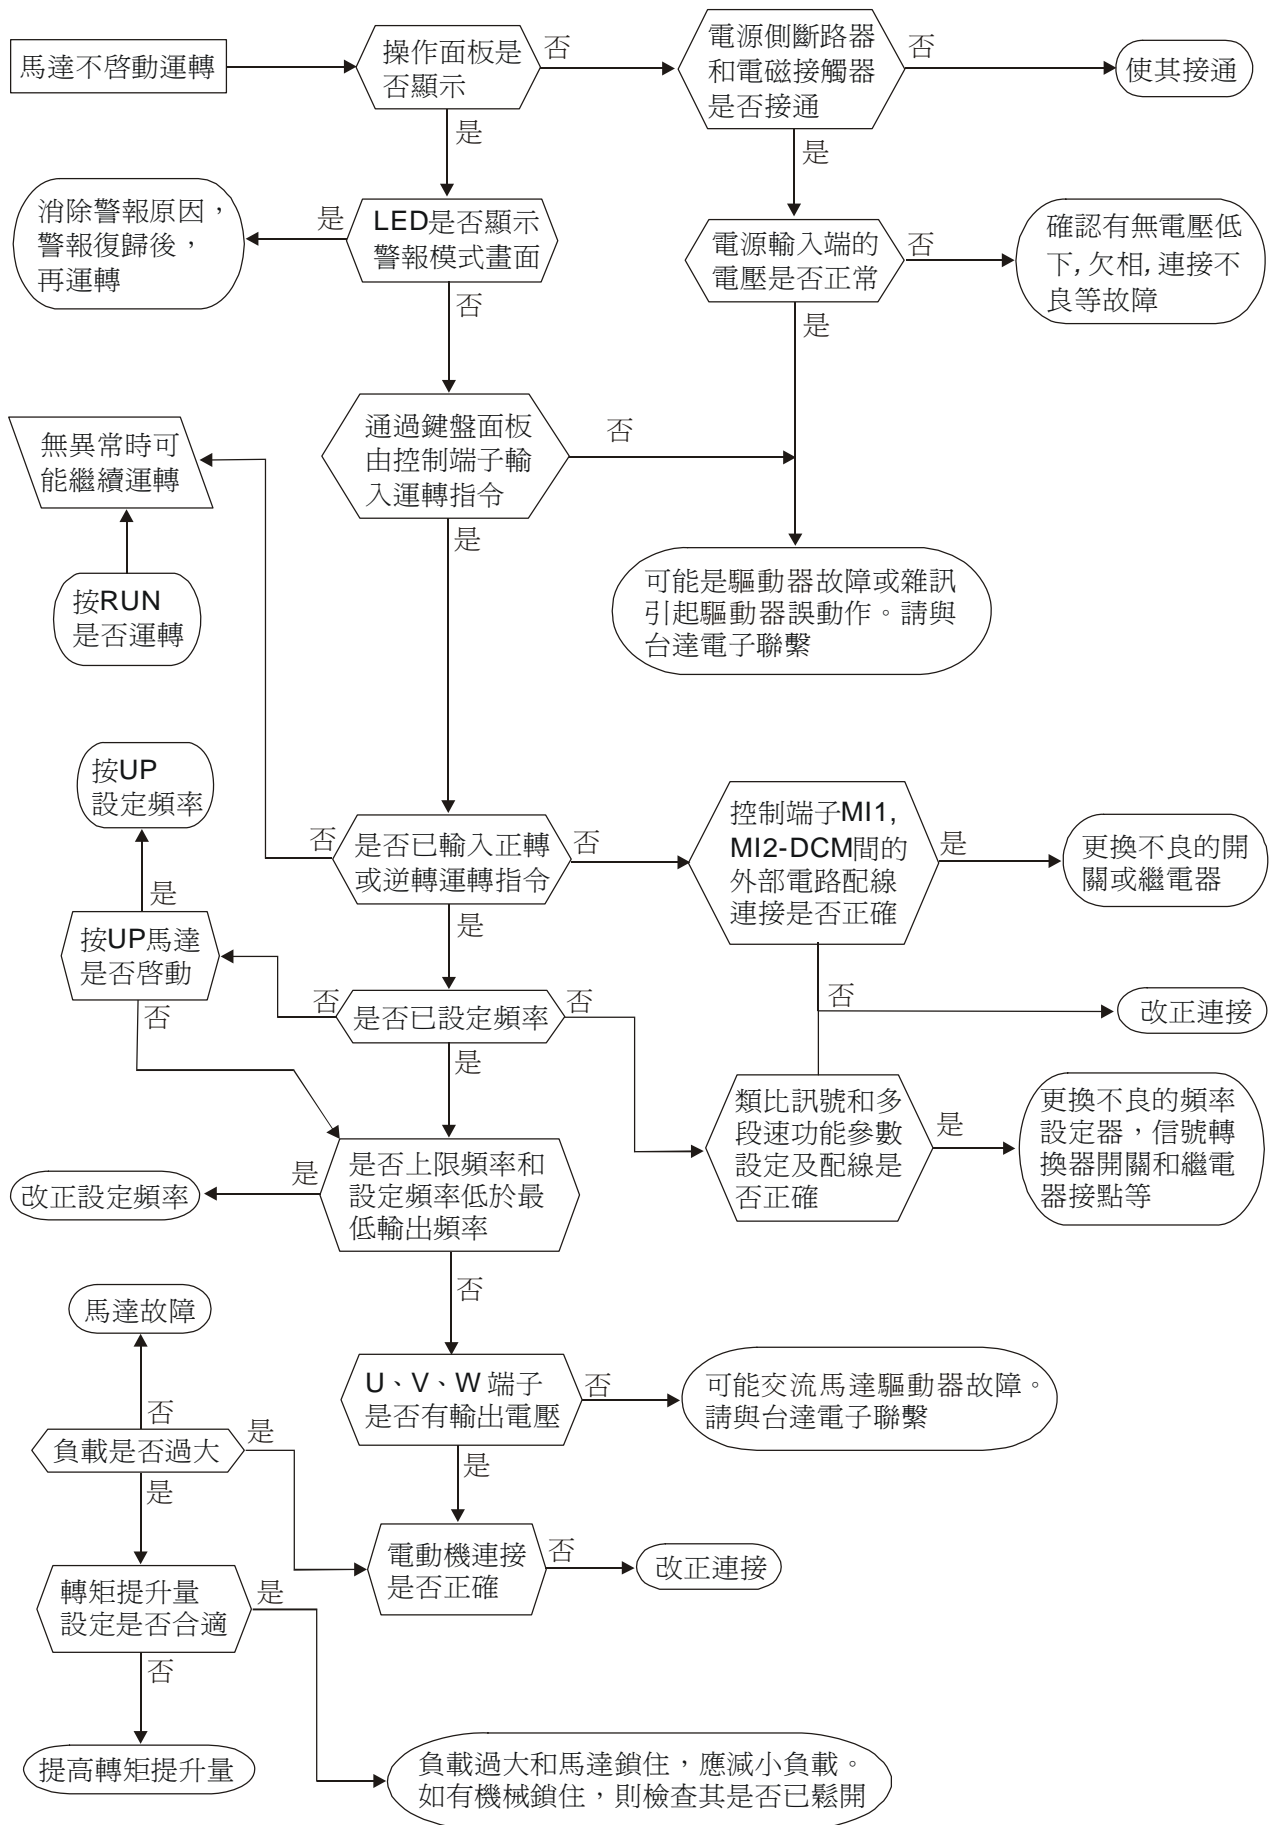 馬達不啓動運轉
操作面板是
否顯示
否
電源側斷路器
和電磁接觸器
是否接通
否
使其接通
是
是
消除警報原因，
警報復歸後，
再運轉
是
LED是否顯示
警報模式畫面
電源輸入端的
電壓是否正常
否
確認有無電壓低
下,欠相,連接不
良等故障
否
是
無異常時可
能繼續運轉
通過鍵盤面板
由控制端子輸
入運轉指令
否
是
按RUN
是否運轉
可能是驅動器故障或雜訊
引起驅動器誤動作。請與
台達電子聯繫
按UP
設定頻率
否
是否已輸入正轉
或逆轉運轉指令
否
控制端子MI1,
MI2-DCM間的
外部電路配線
連接是否正確
是
更換不良的開
關或繼電器
是
是
按UP馬達
是否啓動
否
否
是否已設定頻率
否
否
改正連接
是
類比訊號和多
段速功能參數
設定及配線是
否正確
是
更換不良的頻率
設定器，信號轉
換器開關和繼電
器接點等
改正設定頻率
是
是否上限頻率和
設定頻率低於最
低輸出頻率
否
馬達故障
否
U、V、W 端子
是否有輸出電壓
否
可能交流馬達驅動器故障。
請與台達電子聯繫
負載是否過大
是
是
是
電動機連接
是否正確
否
改正連接
轉矩提升量
設定是否合適
是
否
提高轉矩提升量
負載過大和馬達鎖住，應減小負載。
如有機械鎖住，則檢查其是否已鬆開